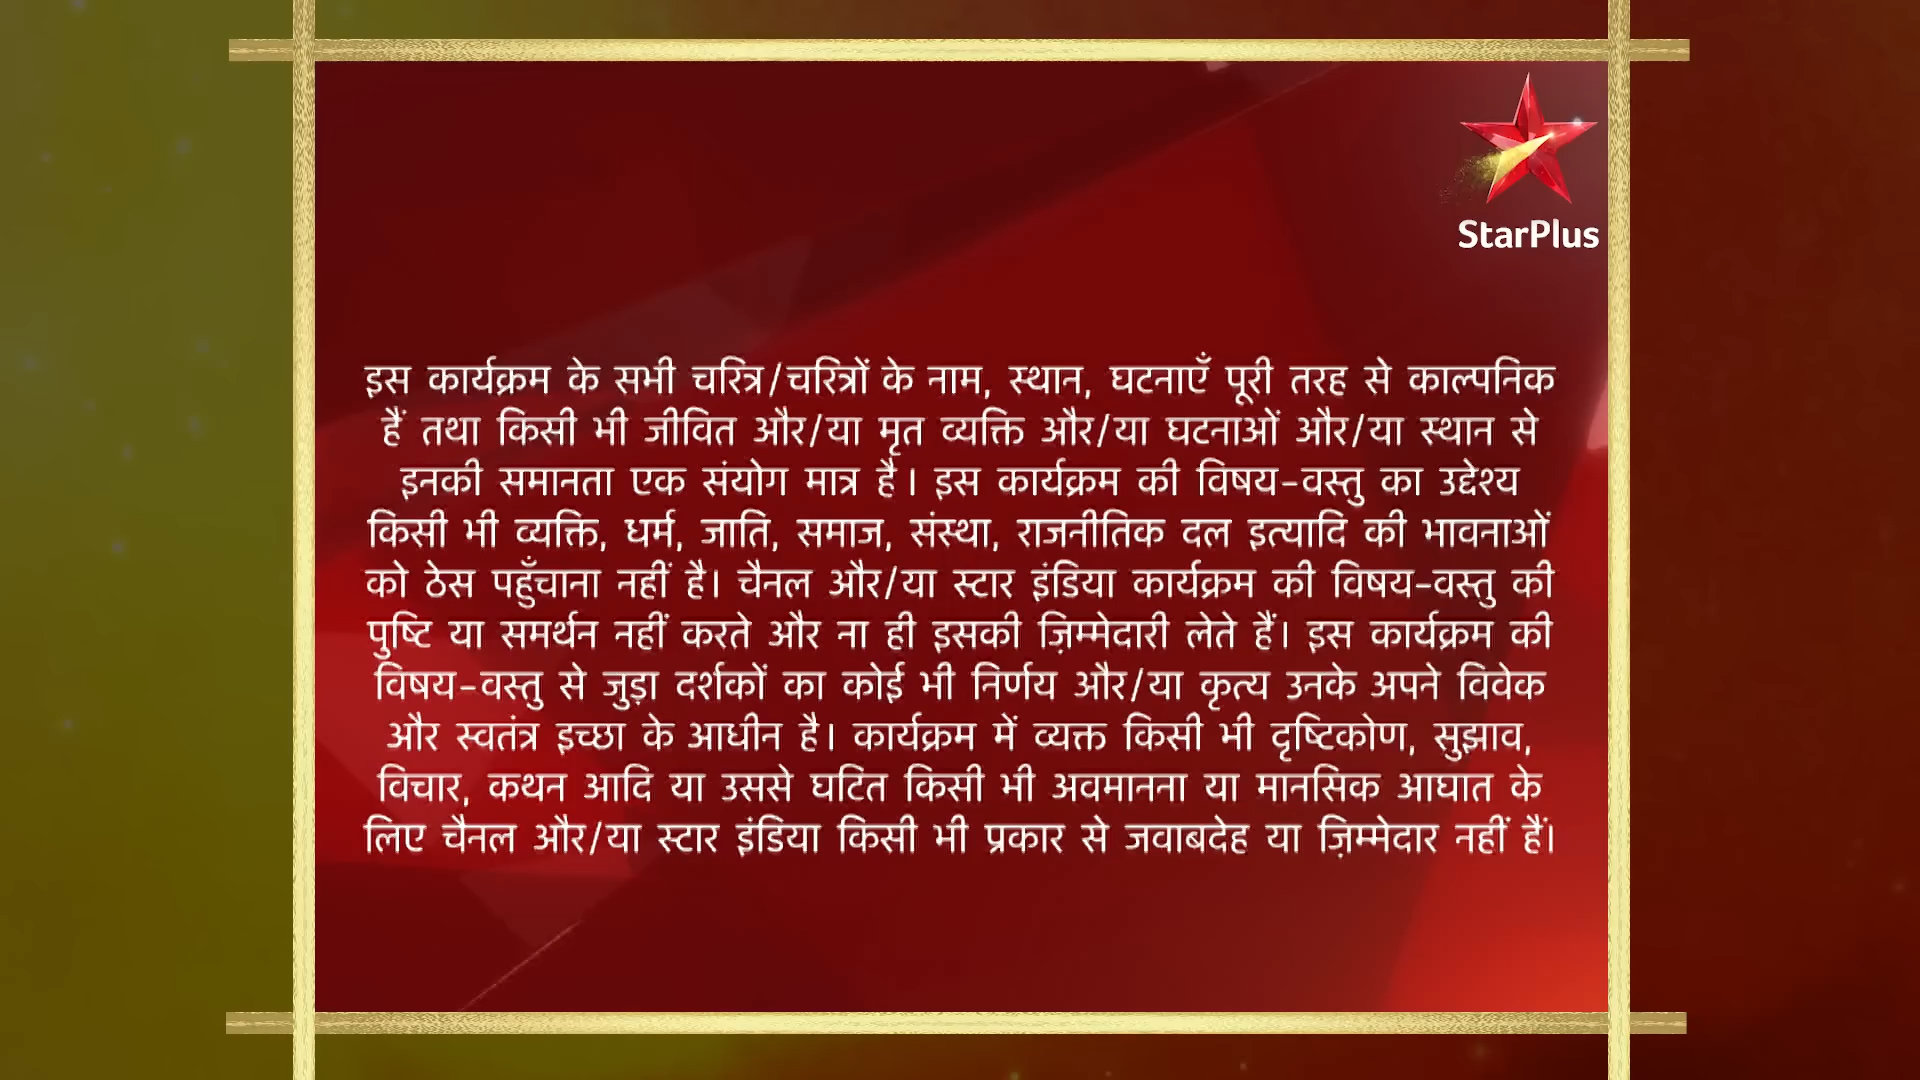 StarPlus
इस कार्यक्रम के सभी चरित्र/चरित्रों के नाम, स्थान, घटनाएँ पूरी तरह से काल्पनिक
हैं तथा किसी भी जीवित और/या मृत व्यक्ति और/या घटनाओं और/या स्थान से
इनकी समानता एक संयोग मात्र है। इस कार्यक्रम की विषय-वस्तु का उद्देश्य
किसी भी व्यक्ति, धर्म, जाति, समाज, संस्था, राजनीतिक दल इत्यादि की भावनाओं
को ठेस पहुँचाना नहीं है। चैनल और/या स्टार इंडिया कार्यक्रम की विषय-वस्तु की
पुष्टि या समर्थन नहीं करते और ना ही इसकी ज़िम्मेदारी लेते हैं। इस कार्यक्रम की
विषय-वस्तु से जुड़ा दर्शकों का कोई भी निर्णय और/या कृत्य उनके अपने विवेक
और स्वतंत्र इच्छा के आधीन है। कार्यक्रम में व्यक्त किसी भी दृष्टिकोण, सुझाव,
विचार, कथन आदि या उससे घटित किसी भी अवमानना या मानसिक आघात के
लिए चैनल और/या स्टार इंडिया किसी भी प्रकार से जवाबदेह या ज़िम्मेदार नहीं हैं।